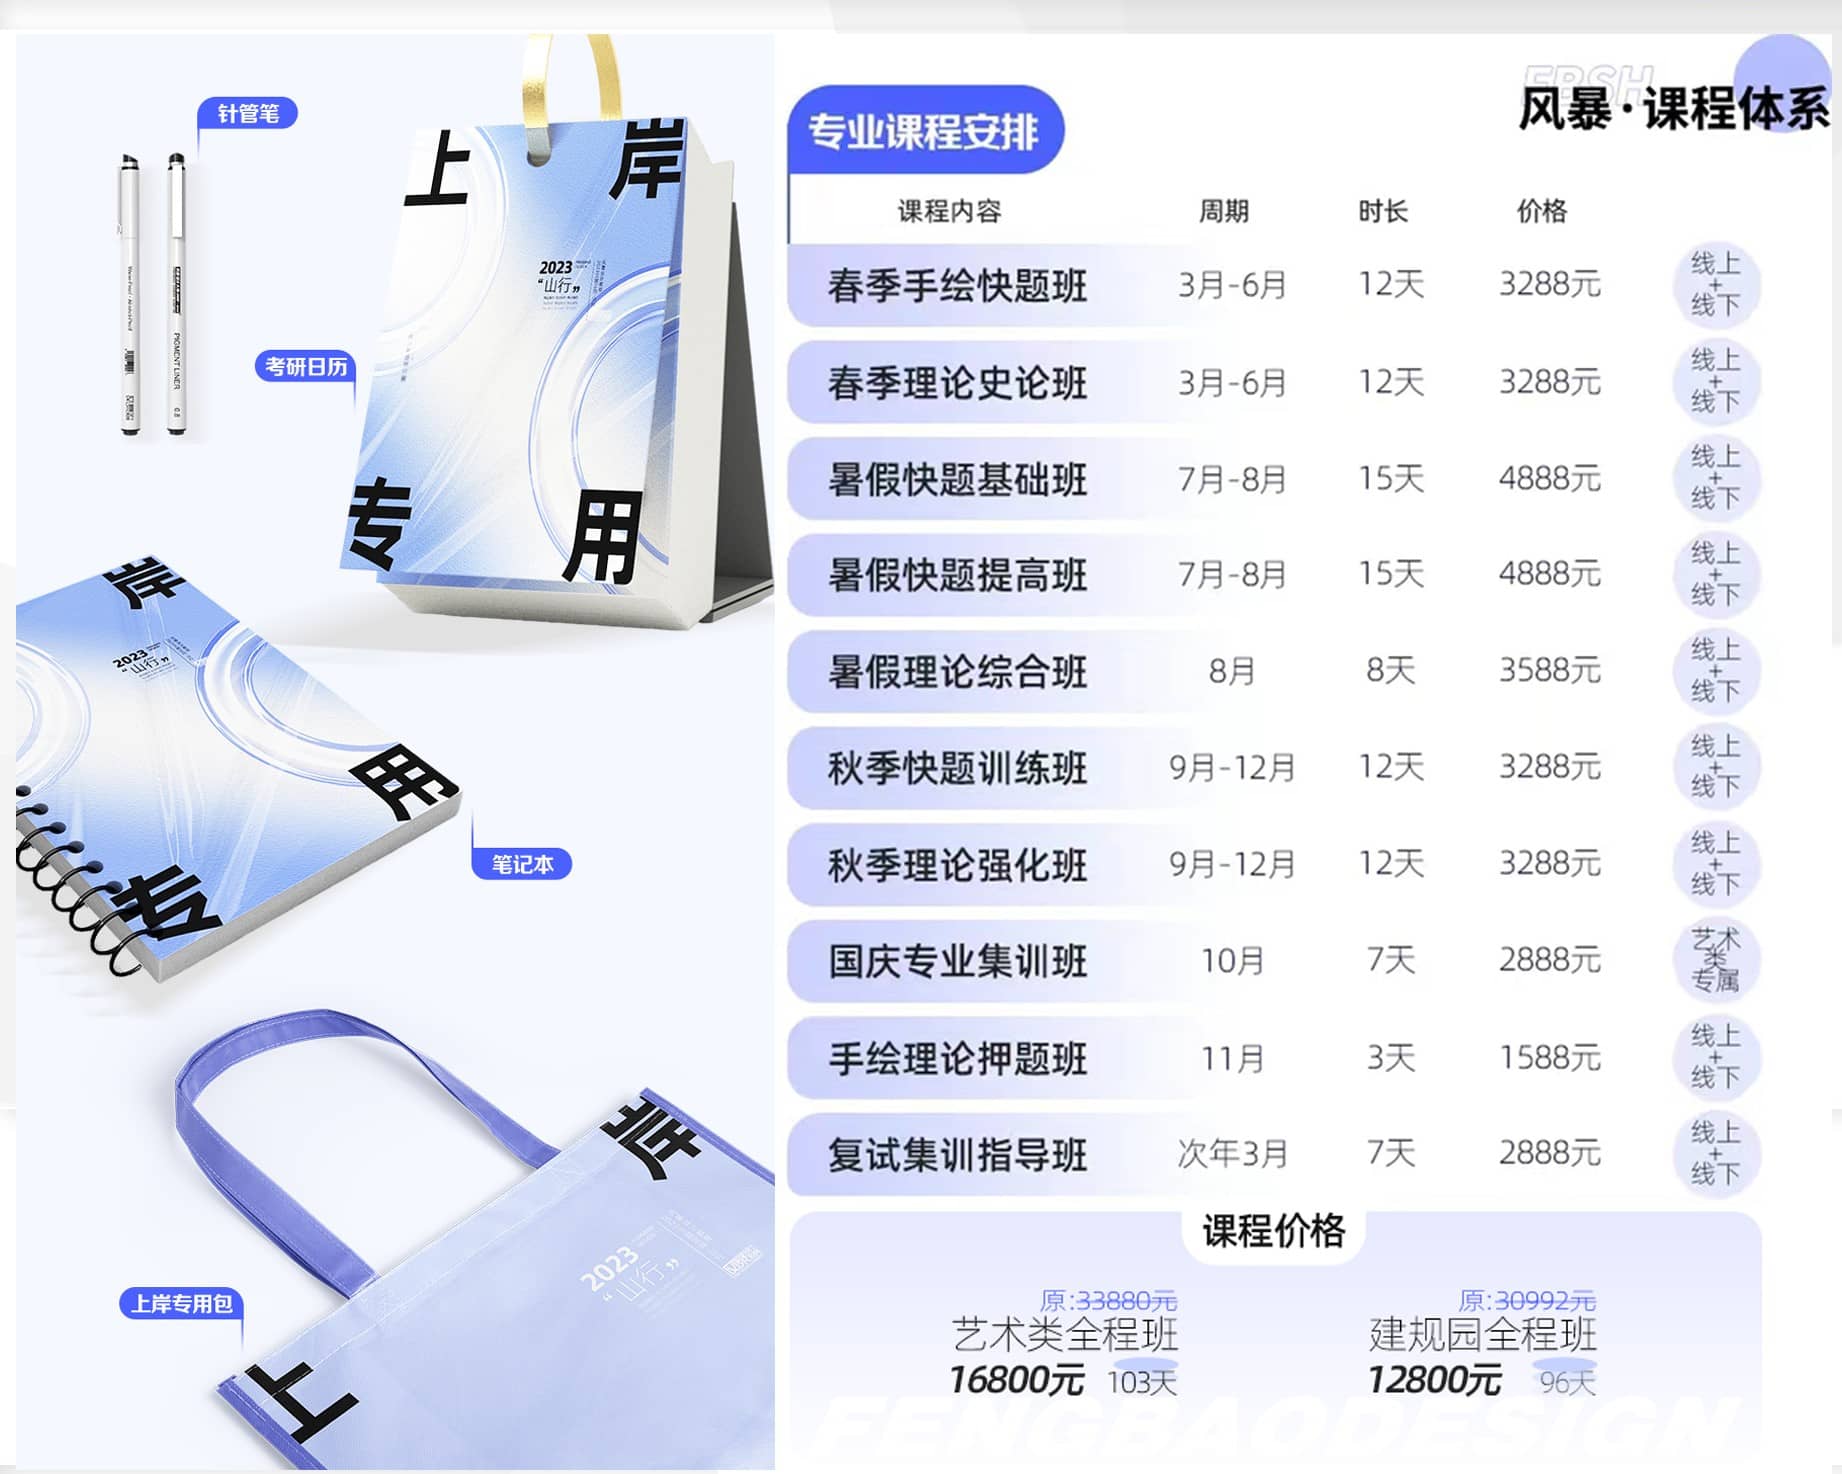 针管笔
考研日历
笔记本
上岸专用包
上 岸
专 用
2023
“山行”
PIGMENT LINER
岸
用
专
2023
“山行”
岸
上
2023
“山行”
FBSH
风暴·课程体系
专业课程安排
课程内容 周期 时长 价格
春季手绘快题班 3月-6月 12天 3288元 线上+线下
春季理论史论班 3月-6月 12天 3288元 线上+线下
暑假快题基础班 7月-8月 15天 4888元 线上+线下
暑假快题提高班 7月-8月 15天 4888元 线上+线下
暑假理论综合班 8月 8天 3588元 线上+线下
秋季快题训练班 9月-12月 12天 3288元 线上+线下
秋季理论强化班 9月-12月 12天 3288元 线上+线下
国庆专业集训班 10月 7天 2888元 艺术类专属
手绘理论押题班 11月 3天 1588元 线上+线下
复试集训指导班 次年3月 7天 2888元 线上+线下
课程价格
原:33880元 原:30992元
艺术类全程班 建规园全程班
16800元 103天 12800元 96天
FENGBAODESIGN